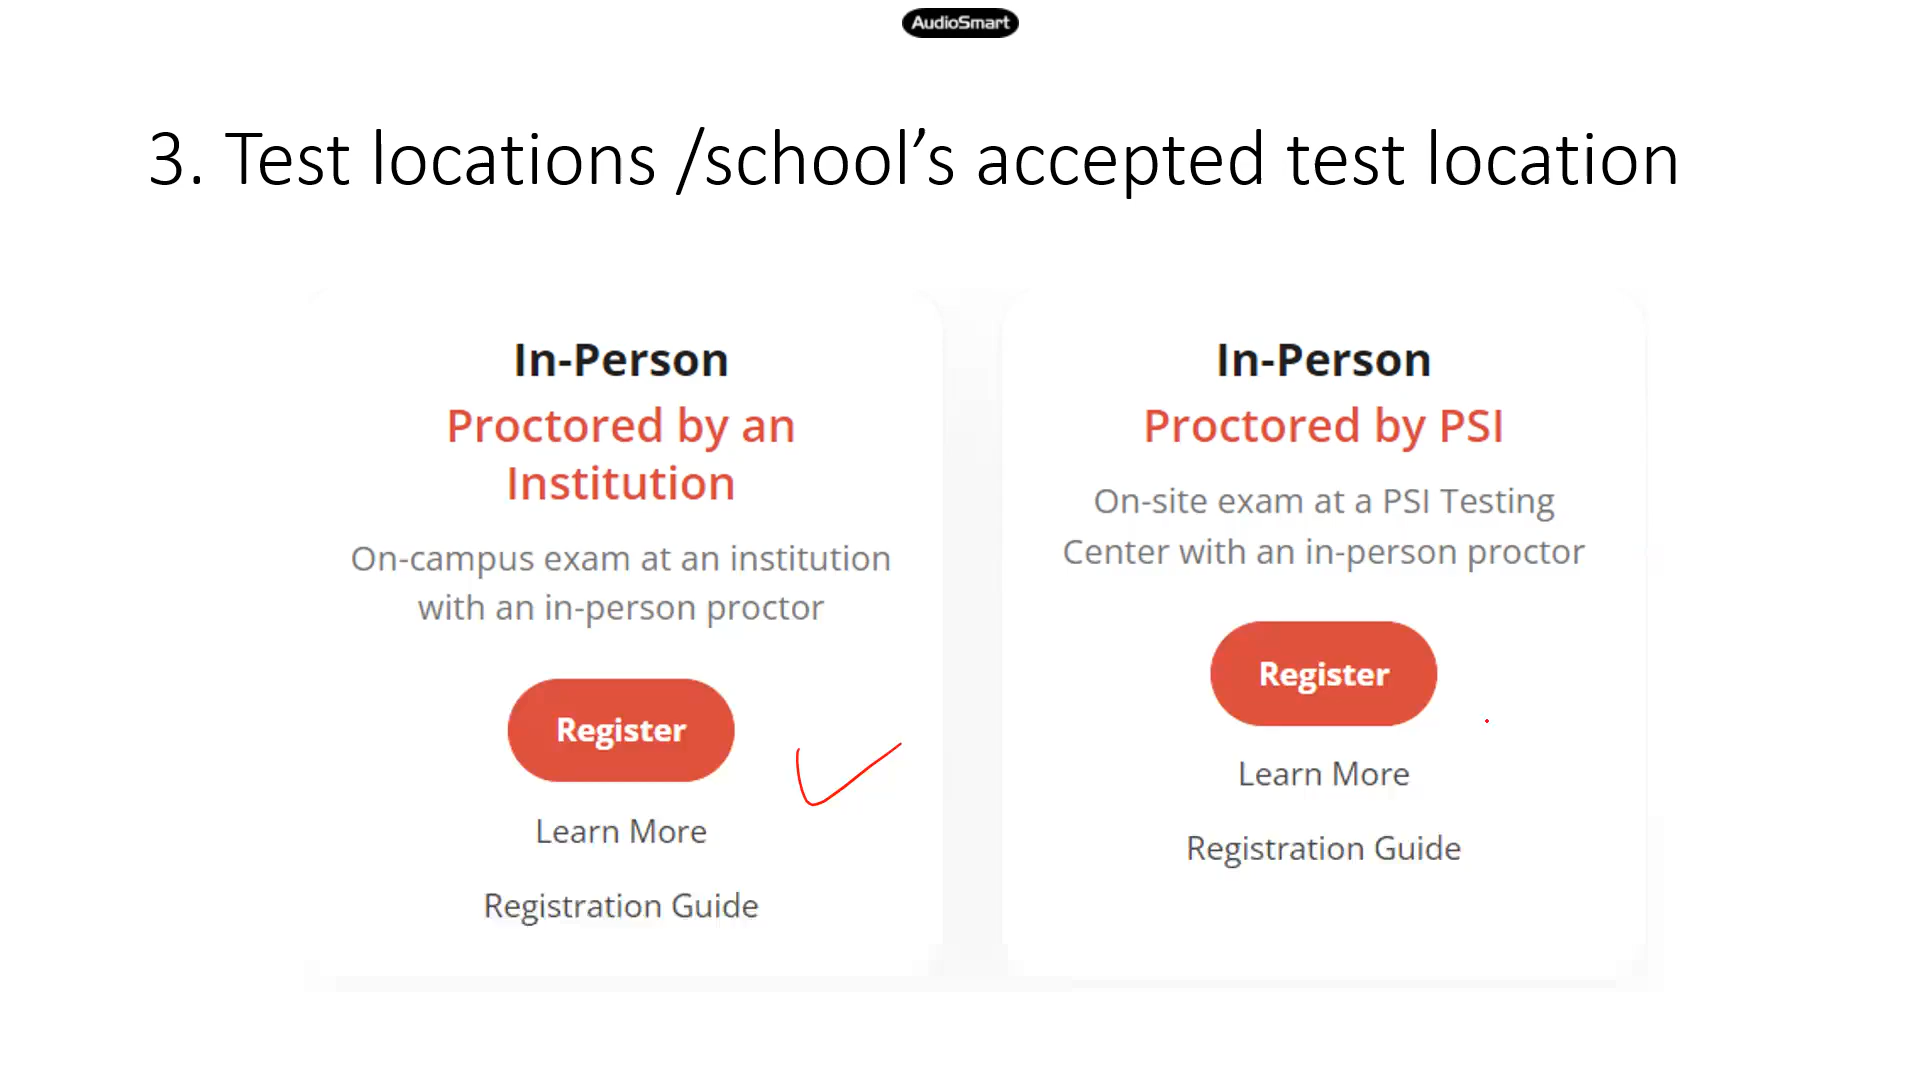 AudioSmart
3. Test locations /school’s accepted test location
In-Person
Proctored by an
Institution
On-campus exam at an institution
with an in-person proctor
Register
Learn More
Registration Guide
In-Person
Proctored by PSI
On-site exam at a PSI Testing
Center with an in-person proctor
Register
Learn More
Registration Guide